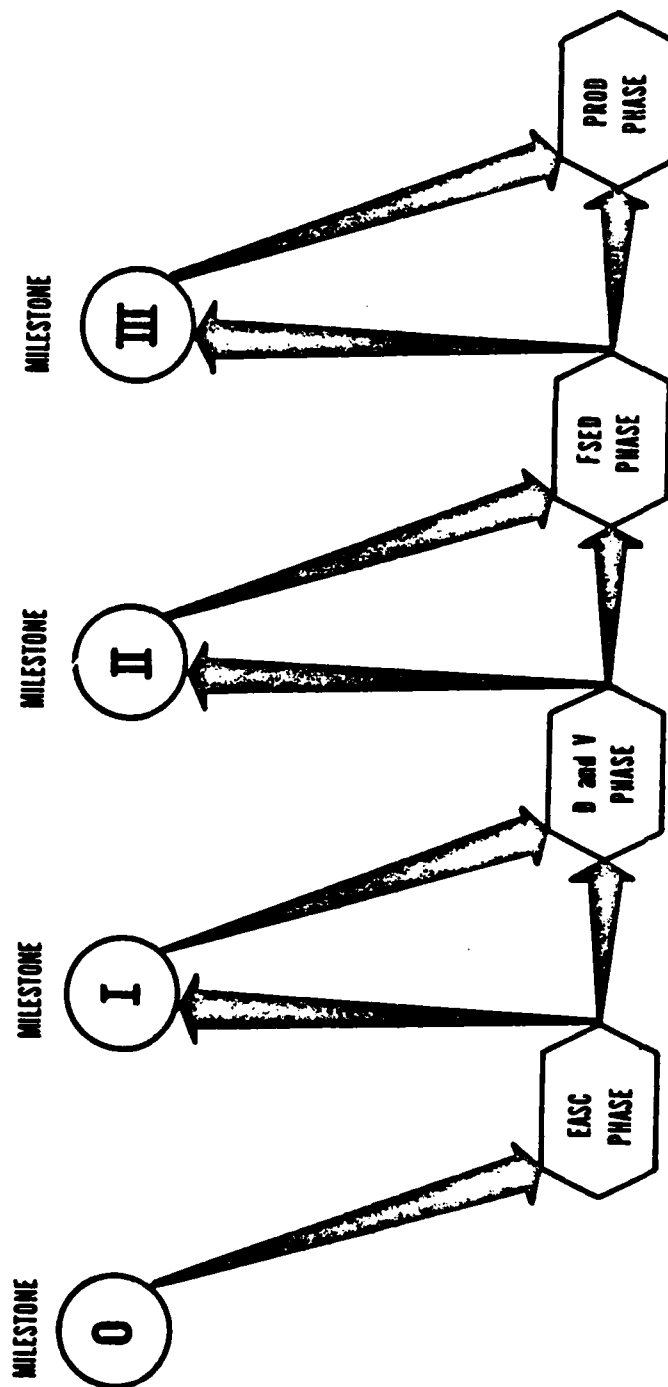 MILESTONE
0
MILESTONE
I
MILESTONE
II
MILESTONE
III
EASC
PHASE
D and V
PHASE
FSED
PHASE
PROD
PHASE